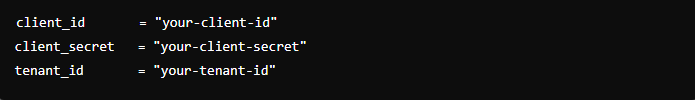 client_id       = "your-client-id"
client_secret   = "your-client-secret"
tenant_id       = "your-tenant-id"